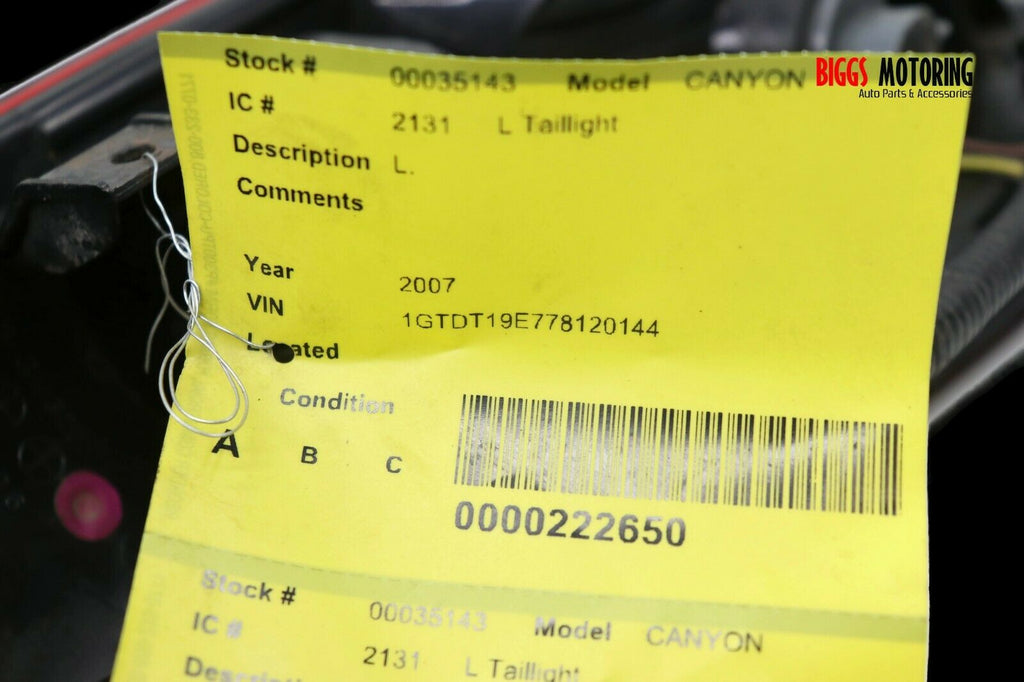 Stock # 00035143 Model CANYON
BIGGS MOTORING
Auto Parts & Accessories
IC # 2131 L Taillight
Description L.
Comments
Year 2007
VIN 1GTDT19E778120144
Located
Condition
A B C
0000222650
Stock # 00035143 Model CANYON
IC # 2131 L Taillight